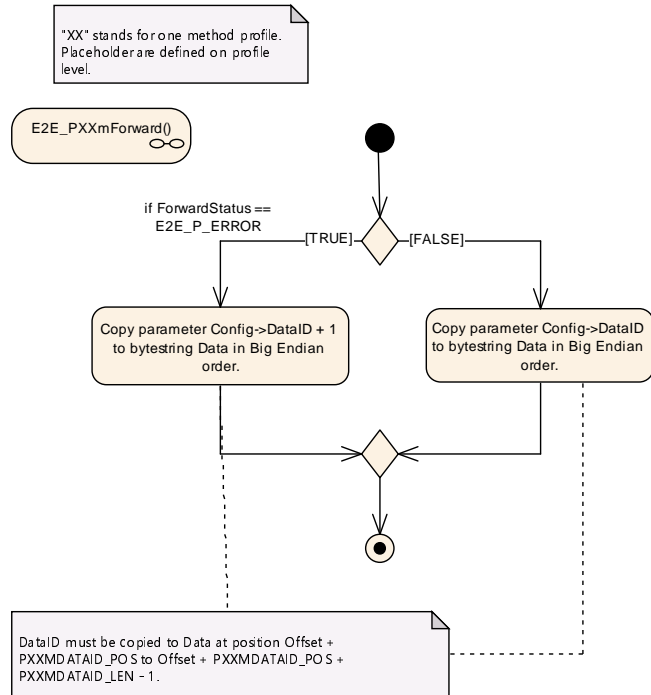 "XX" stands for one method profile.
Placeholder are defined on profile
level.
E2E_PXXmForward()
if ForwardStatus ==
E2E_P_ERROR
[TRUE]
[FALSE]
Copy parameter Config->DataID + 1
to bytestring Data in Big Endian
order.
Copy parameter Config->DataID
to bytestring Data in Big Endian
order.
DataID must be copied to Data at position Offset +
PXXMDATAID_POS to Offset + PXXMDATAID_POS +
PXXMDATAID_LEN - 1.